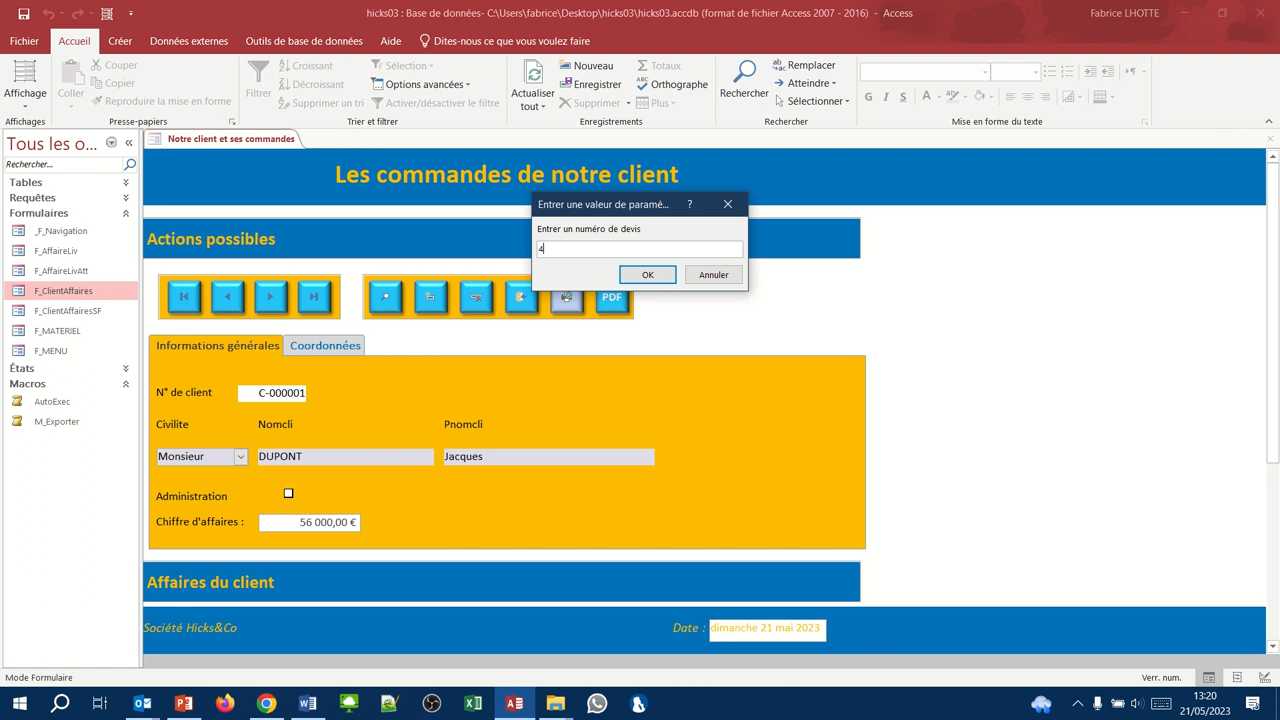 hicks03 : Base de données- C:\Users\fabrice\Desktop\hicks03\hicks03.accdb (format de fichier Access 2007 - 2016) - Access
Fabrice LHOTTE
Fichier Accueil Créer Données externes Outils de base de données Aide Dites-nous ce que vous voulez faire
Affichage
Affichages
Coller
Couper
Copier
Reproduire la mise en forme
Presse-papiers
Filtrer
Croissant
Décroissant
Supprimer un tri
Sélection
Options avancées
Activer/désactiver le filtre
Trier et filtrer
Actualiser
tout
Nouveau
Enregistrer
Supprimer
Totaux
Orthographe
Plus
Enregistrements
Rechercher
Remplacer
Atteindre
Sélectionner
Rechercher
G I S
A
Mise en forme du texte
Tous les o...
Rechercher...
Tables
Requêtes
Formulaires
_F_Navigation
F_AffaireLiv
F_AffaireLivAtt
F_ClientAffaires
F_ClientAffairesSF
F_MATERIEL
F_MENU
États
Macros
AutoExec
M_Exporter
Notre client et ses commandes
Les commandes de notre client
Entrer une valeur de paramè... ?
Entrer un numéro de devis
4
OK Annuler
Actions possibles
PDF
Informations générales Coordonnées
N° de client C-000001
Civilite Nomcli Pnomcli
Monsieur DUPONT Jacques
Administration
Chiffre d'affaires : 56 000,00 €
Affaires du client
Société Hicks&Co Date : dimanche 21 mai 2023
Mode Formulaire Verr. num.
13:20
21/05/2023